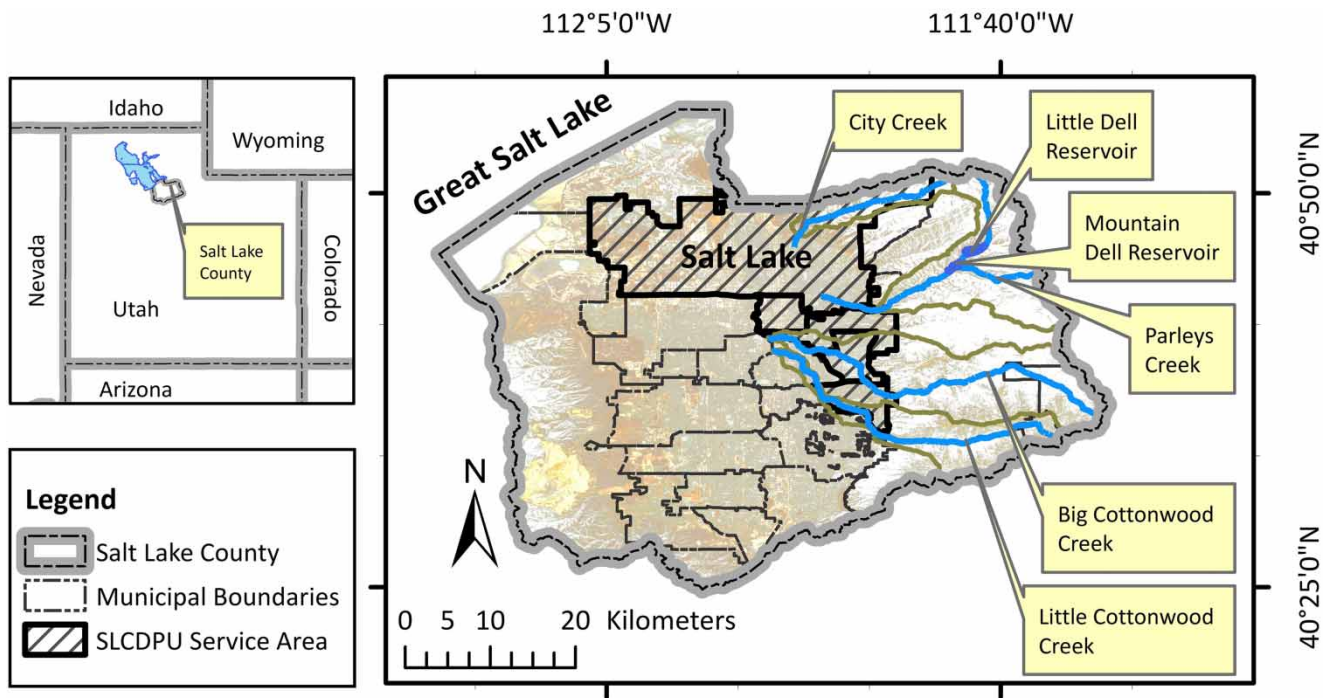 112°5'0"W
111°40'0"W
Idaho
Wyoming
Nevada
Utah
Colorado
Arizona
Salt Lake
County
Great Salt Lake
City Creek
Little Dell
Reservoir
Mountain
Dell Reservoir
Parleys
Creek
Salt Lake
Big Cottonwood
Creek
Little Cottonwood
Creek
40°50'0"N
40°25'0"N
N
0 5 10 20 Kilometers
Legend
Salt Lake County
Municipal Boundaries
SLCDPU Service Area